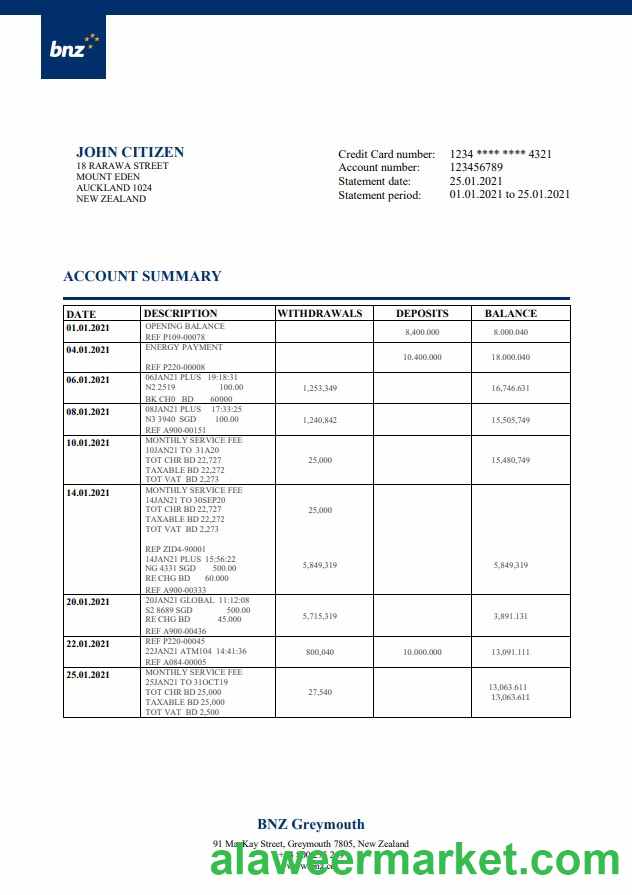 bnz
JOHN CITIZEN
18 RARAWA STREET
MOUNT EDEN
AUCKLAND 1024
NEW ZEALAND
Credit Card number: 1234 **** **** 4321
Account number: 123456789
Statement date: 25.01.2021
Statement period: 01.01.2021 to 25.01.2021
ACCOUNT SUMMARY
DATE DESCRIPTION WITHDRAWALS DEPOSITS BALANCE
01.01.2021 OPENING BALANCE
REF P109-00078 8,400.000 8.000.040
04.01.2021 ENERGY PAYMENT
10.400.000 18.000.040
REF P220-00008
06.01.2021 06JAN21 PLUS 19:18:31
N2 2519 100.00 1,253,349 16,746.631
BK CH0 BD 60000
08.01.2021 08JAN21 PLUS 17:33:25
N3 3940 SGD 100.00 1,240,842 15,505,749
REF A900-00151
10.01.2021 MONTHLY SERVICE FEE
10JAN21 TO 31A20
TOT CHR BD 22,727 25,000 15,480,749
TAXABLE BD 22,272
TOT VAT BD 2,273
14.01.2021 MONTHLY SERVICE FEE
14JAN21 TO 30SEP20
TOT CHR BD 22,727 25,000
TAXABLE BD 22,272
TOT VAT BD 2,273
REP ZID4-90001
14JAN21 PLUS 15:56:22
NG 4331 SGD 500.00 5,849,319 5,849,319
RE CHG BD 60.000
REF A900-00333
20.01.2021 20JAN21 GLOBAL 11:12:08
S2 8689 SGD 500.00 5,715,319 3,891.131
RE CHG BD 45.000
REF A900-00436
22.01.2021 REF P220-00045
22JAN21 ATM104 14:41:36 800,040 10.000.000 13,091.111
REF A084-00005
25.01.2021 MONTHLY SERVICE FEE
25JAN21 TO 31OCT19
TOT CHR BD 25,000 27,540 13,063.611
TAXABLE BD 25,000 13,063.611
TOT VAT BD 2,500
BNZ Greymouth
91 MacKay Street, Greymouth 7805, New Zealand
alaweermarket.com